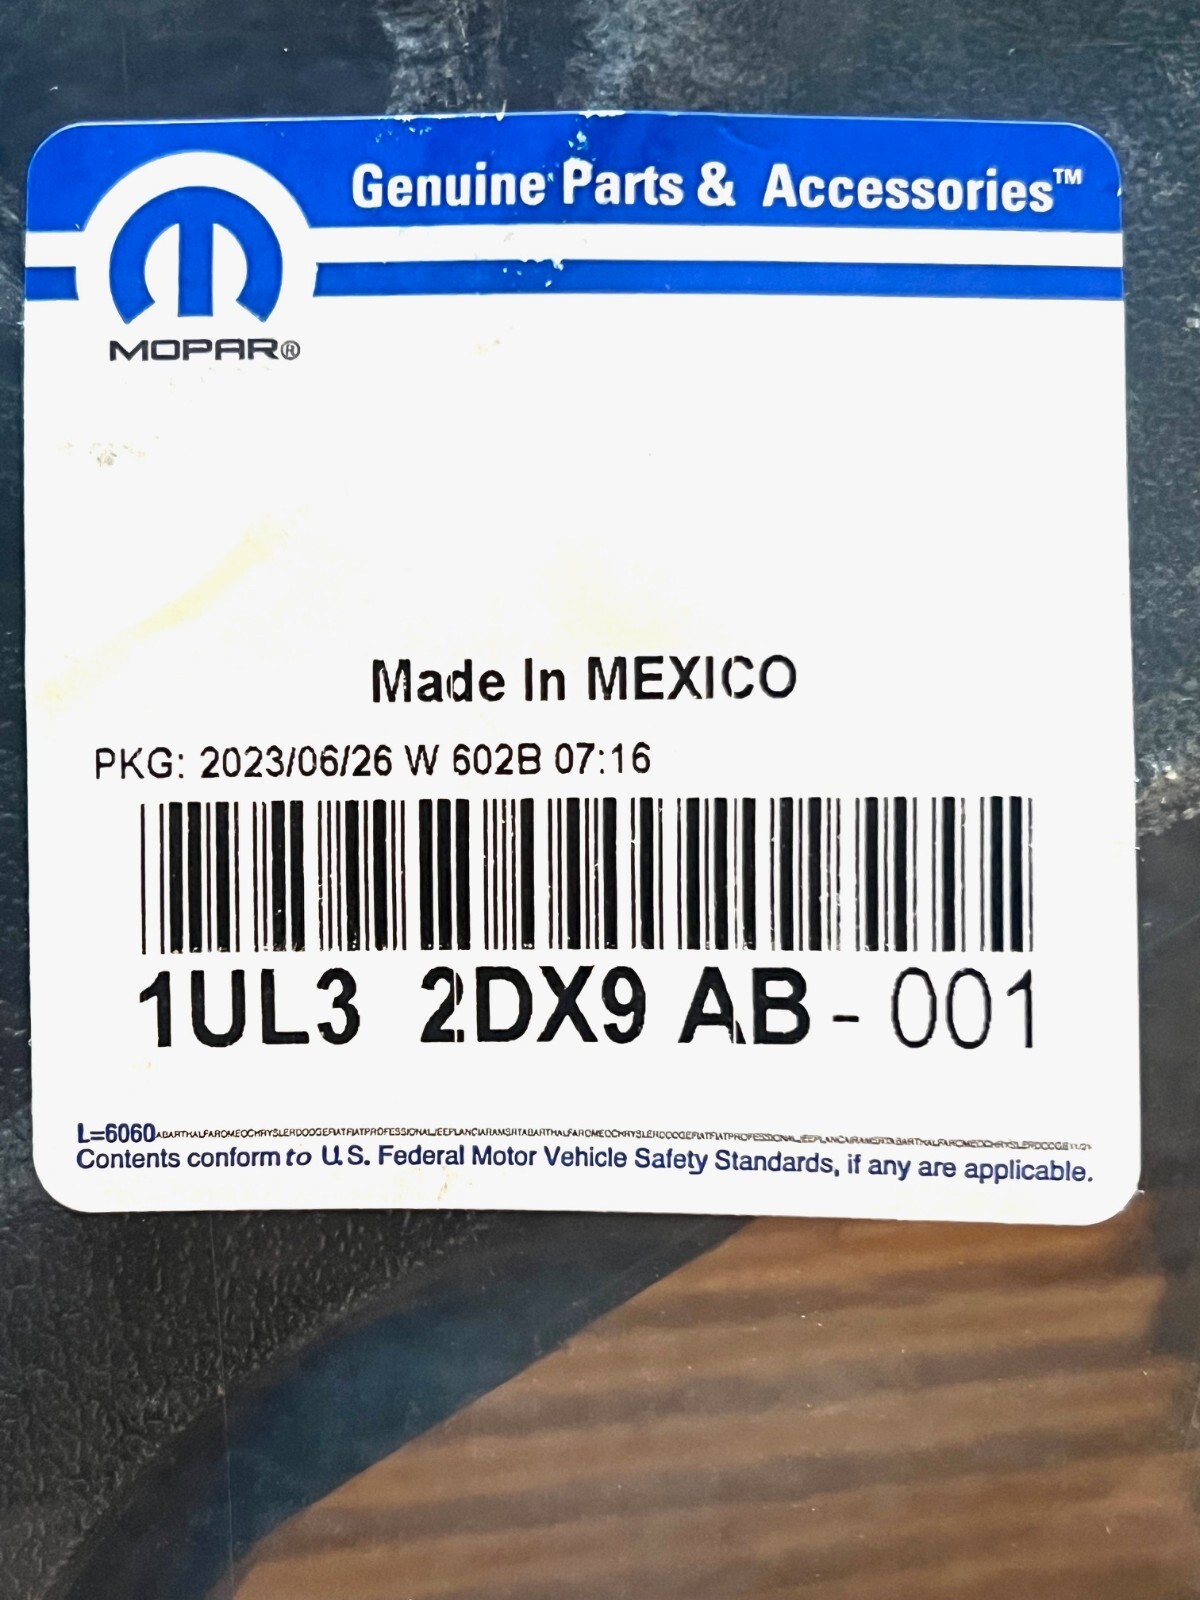 Genuine Parts & Accessories™
MOPAR®
Made In MEXICO
PKG: 2023/06/26 W 602B 07:16
1UL3 2DX9 AB - 001
L=6060
Contents conform to U.S. Federal Motor Vehicle Safety Standards, if any are applicable.